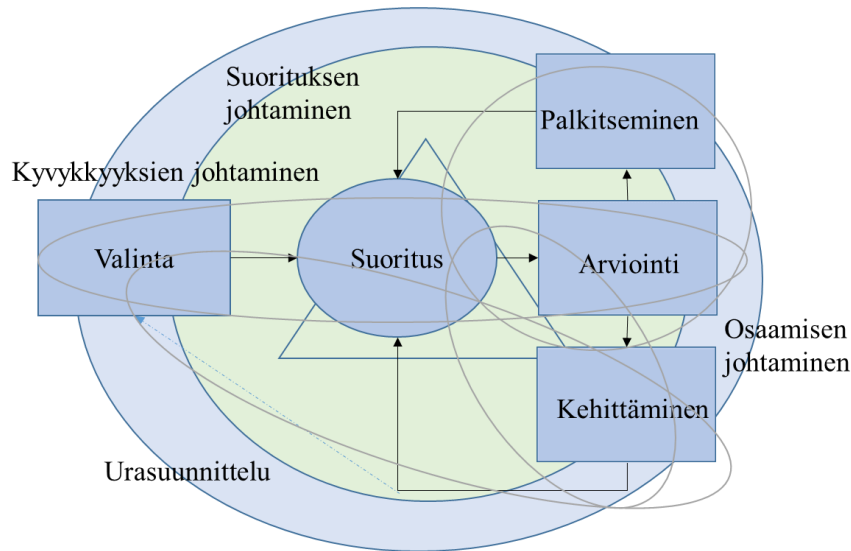 Suorituksen
johtaminen
Palkitseminen
Kyvykkyyksien johtaminen
Valinta
Suoritus
Arviointi
Osaamisen
johtaminen
Kehittäminen
Urasuunnittelu